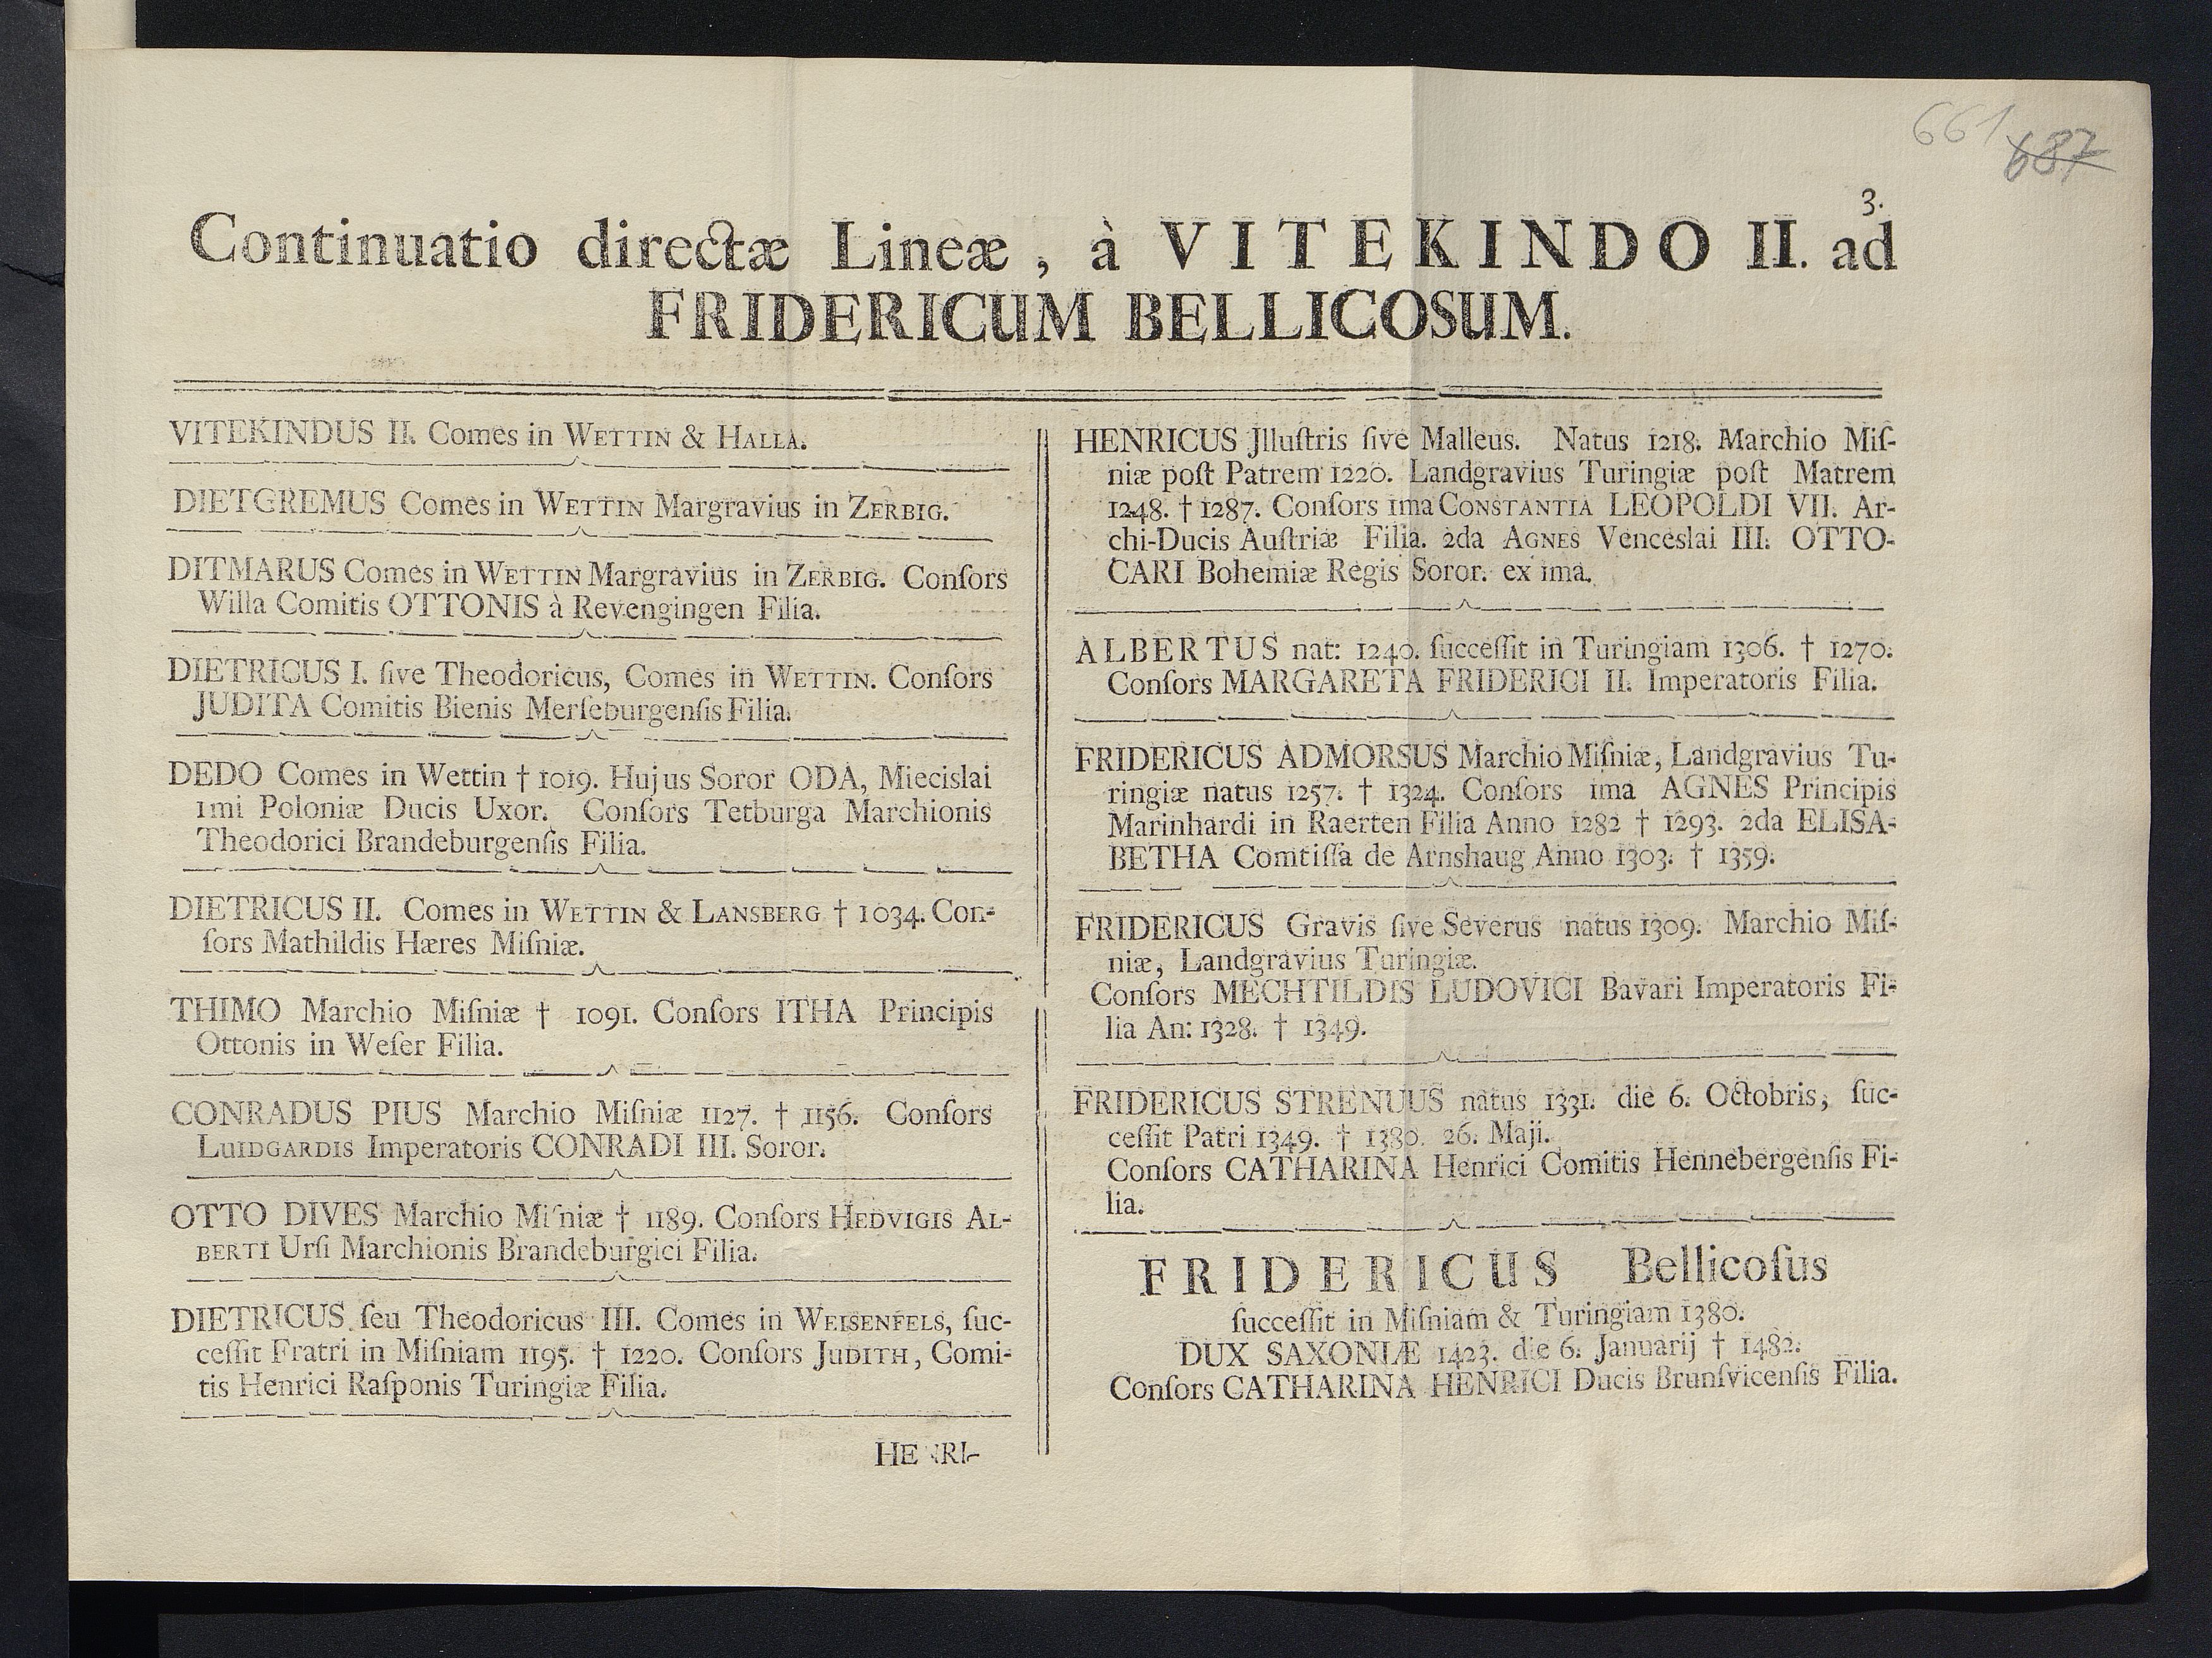 661 687
3.
Continuatio directæ Lineæ, à VITEKINDO II. ad
FRIDERICUM BELLICOSUM.
VITEKINDUS II. Comes in WETTIN & HALLA.
DIETGREMUS Comes in WETTIN Margravius in ZERBIG.
DITMARUS Comes in WETTIN Margravius in ZERBIG. Conſors
Willa Comitis OTTONIS à Revengingen Filia.
DIETRICUS I. ſive Theodoricus, Comes in WETTIN. Conſors
JUDITA Comitis Bienis Merſeburgenſis Filia.
DEDO Comes in Wettin † 1019. Hujus Soror ODA, Miecislai
1mi Poloniæ Ducis Uxor. Conſors Tetburga Marchionis
Theodorici Brandeburgenſis Filia.
DIETRICUS II. Comes in WETTIN & LANSBERG † 1034. Con-
ſors Mathildis Hæres Miſniæ.
THIMO Marchio Miſniæ † 1091. Conſors ITHA Principis
Ottonis in Weſer Filia.
CONRADUS PIUS Marchio Miſniæ 1127. † 1156. Conſors
LUIDGARDIS Imperatoris CONRADI III. Soror.
OTTO DIVES Marchio Miſniæ † 1189. Conſors HEDVIGIS AL-
BERTI Urſi Marchionis Brandeburgici Filia.
DIETRICUS ſeu Theodoricus III. Comes in WEISENFELS, ſuc-
ceſſit Fratri in Miſniam 1195. † 1220. Conſors JUDITH, Comi-
tis Henrici Raſponis Turingiæ Filia.
HENRI-
HENRICUS Jlluſtris ſive Malleus. Natus 1218. Marchio Miſ-
niæ poſt Patrem 1220. Landgravius Turingiæ poſt Matrem
1248. † 1287. Conſors 1ma CONSTANTIA LEOPOLDI VII. Ar-
chi-Ducis Auſtriæ Filia. 2da AGNES Venceslai III. OTTO-
CARI Bohemiæ Regis Soror. ex 1ma.
ALBERTUS nat: 1240. ſucceſſit in Turingiam 1306. † 1270.
Conſors MARGARETA FRIDERICI II. Imperatoris Filia.
FRIDERICUS ADMORSUS Marchio Miſniæ, Landgravius Tu-
ringiæ natus 1257. † 1324. Conſors 1ma AGNES Principis
Marinhardi in Raerten Filia Anno 1282 † 1293. 2da ELISA-
BETHA Comtiſſa de Arnshaug Anno 1303. † 1359.
FRIDERICUS Gravis ſive Severus natus 1309. Marchio Miſ-
niæ, Landgravius Turingiæ.
Conſors MECHTILDIS LUDOVICI Bavari Imperatoris Fi-
lia An: 1328. † 1349.
FRIDERICUS STRENUUS natus 1331. die 6. Octobris, ſuc-
ceſſit Patri 1349. † 1380. 26. Maji.
Conſors CATHARINA Henrici Comitis Hennebergenſis Fi-
lia.
FRIDERICUS Bellicoſus
ſucceſſit in Miſniam & Turingiam 1380.
DUX SAXONIÆ 1423. die 6. Januarij † 1482.
Conſors CATHARINA HENRICI Ducis Brunſvicenſis Filia.